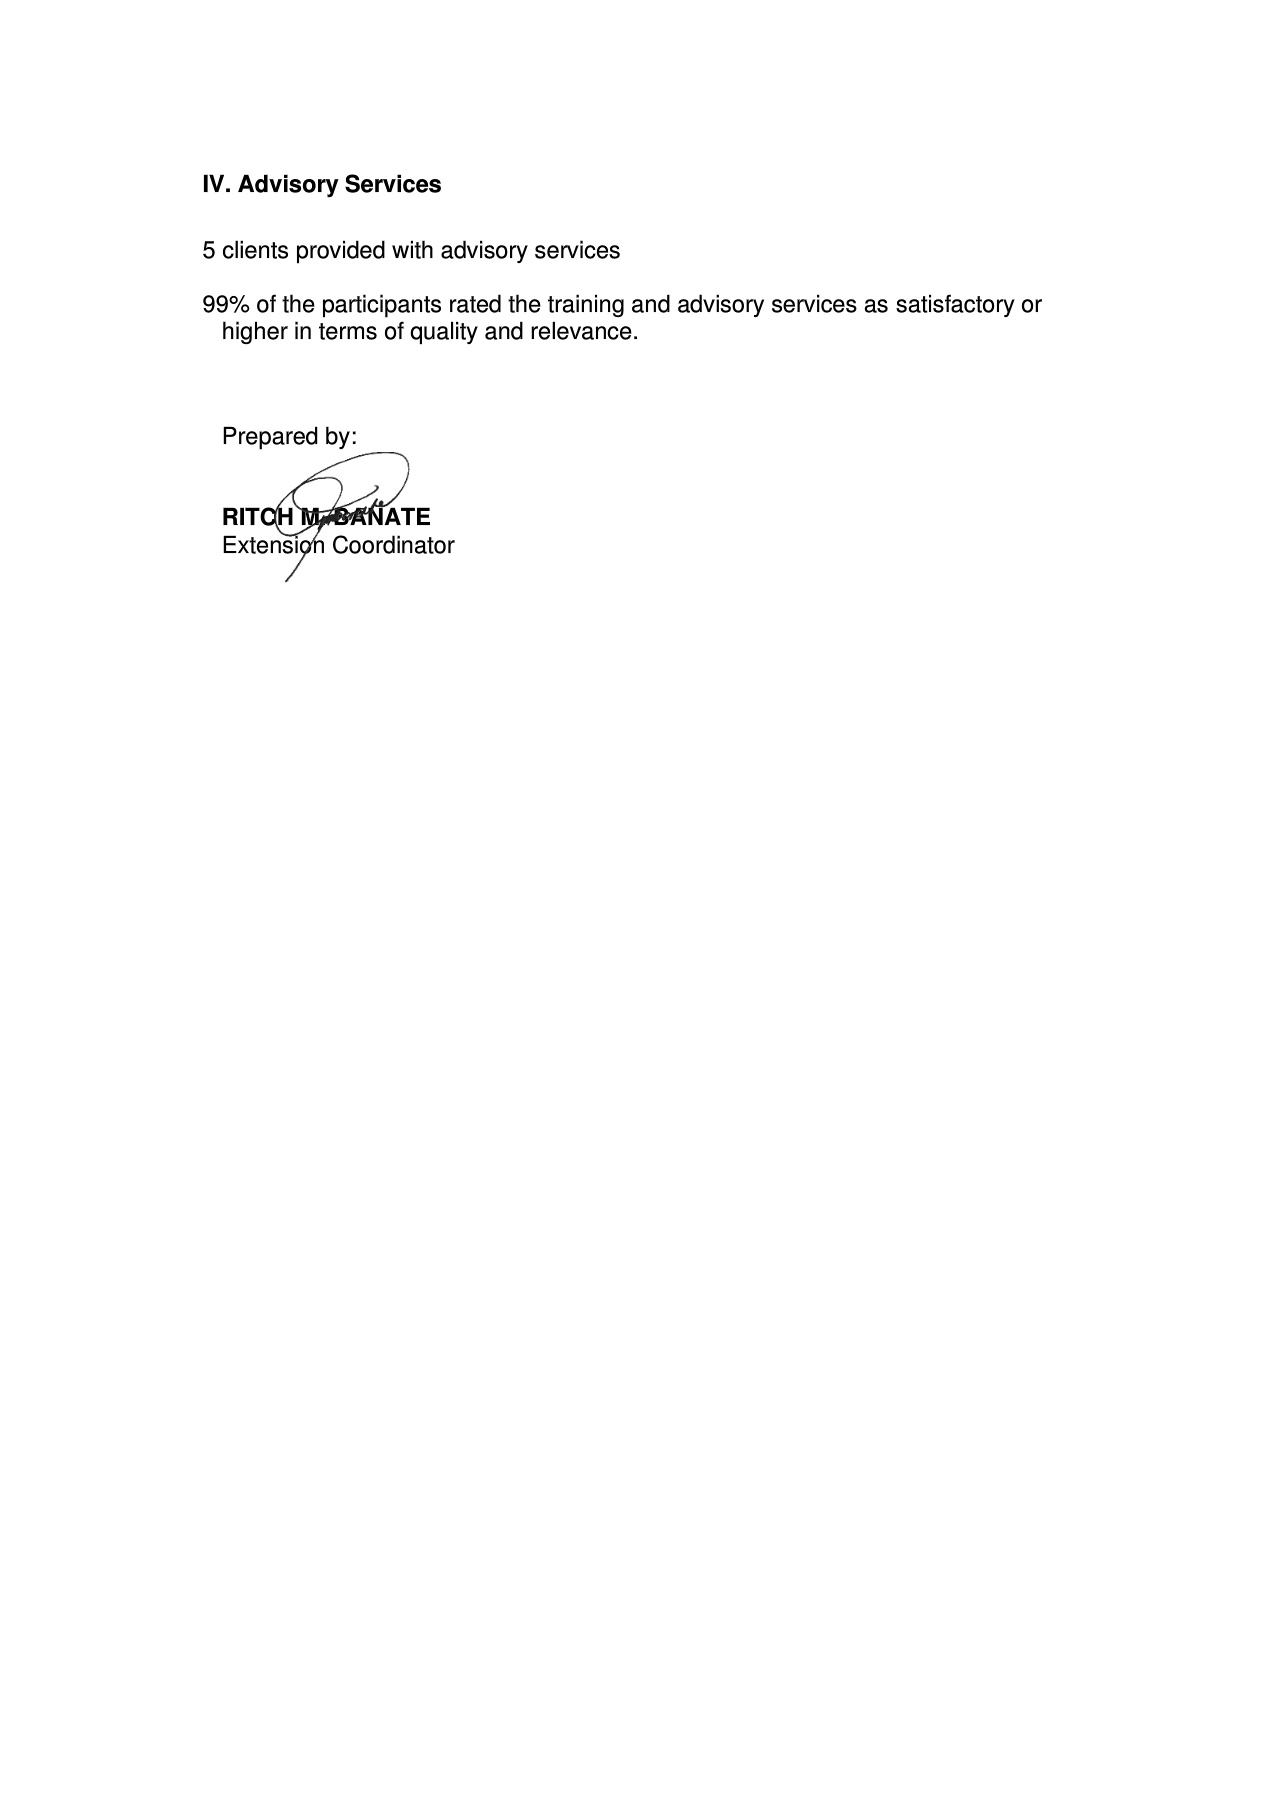 IV. Advisory Services
5 clients provided with advisory services
99% of the participants rated the training and advisory services as satisfactory or
higher in terms of quality and relevance.
Prepared by:
RITCH M. BANATE
Extension Coordinator